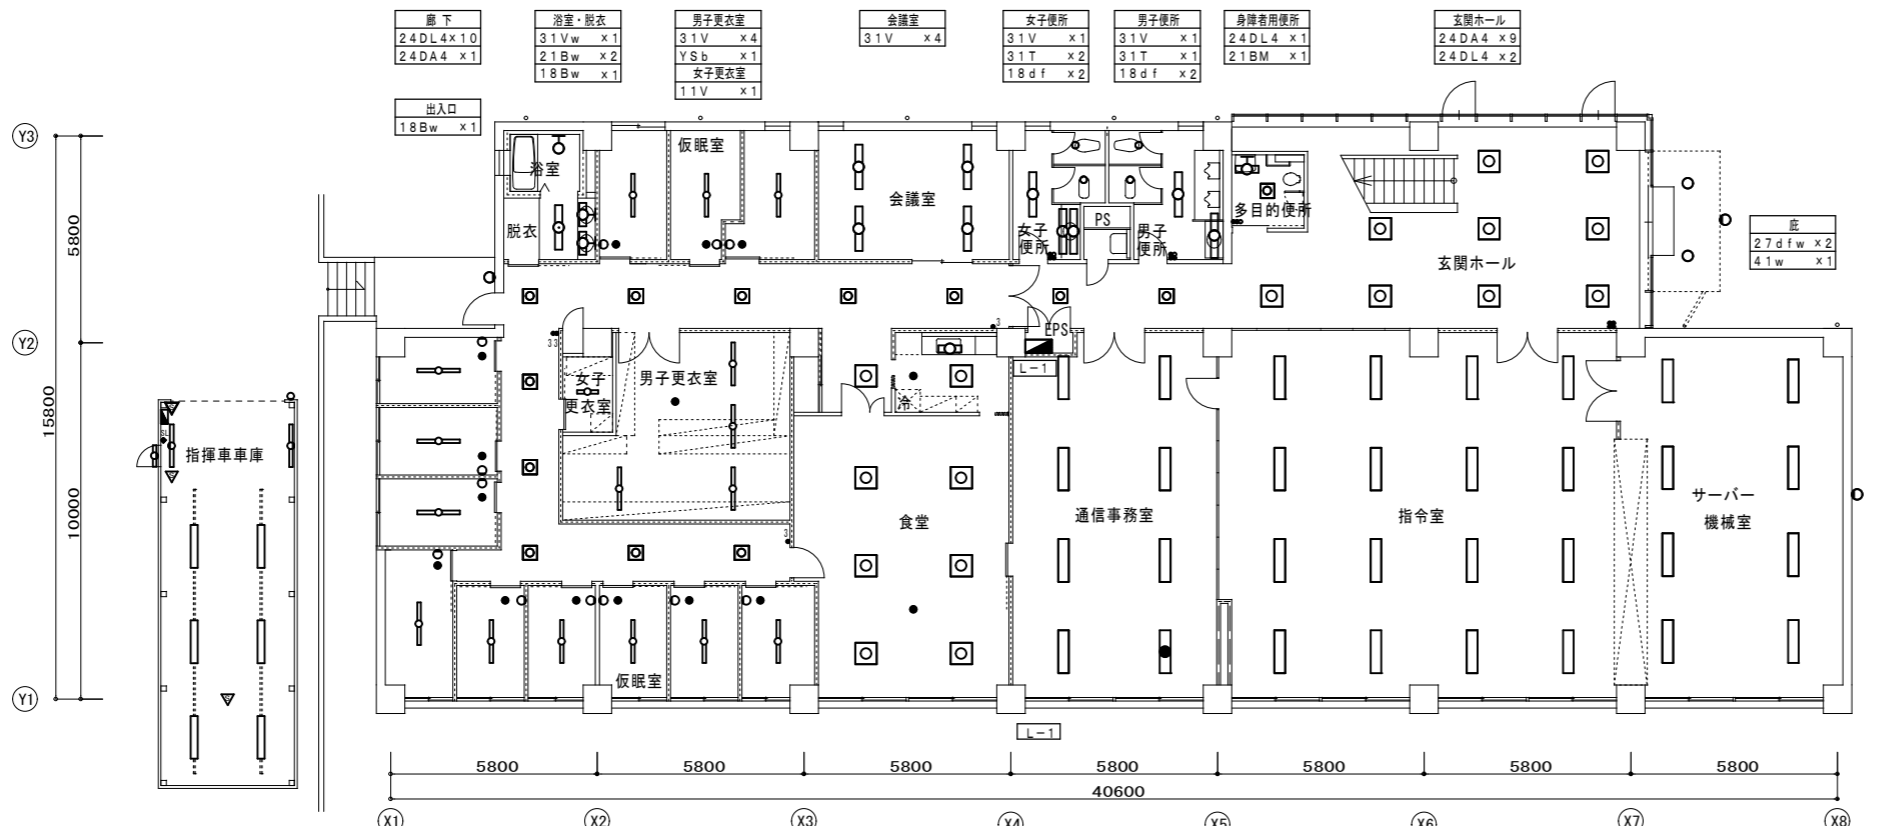 廊 下
24DL4×10
24DA4 ×1
出入口
18Bw ×1
浴室・脱衣
31Vw ×1
21Bw ×2
18Bw ×1
男子更衣室
31V ×4
YSb ×1
女子更衣室
11V ×1
会議室
31V ×4
女子便所
31V ×1
31T ×2
18df ×2
男子便所
31V ×1
31T ×1
18df ×2
身障者用便所
24DL4 ×1
21BM ×1
玄関ホール
24DA4 ×9
24DL4 ×2
庇
27dfw ×2
41w ×1
Y3
Y2
Y1
5800
15800
10000
浴室
脱衣
仮眠室
会議室
女子
便所
PS
男子
便所
多目的便所
玄関ホール
EPS
L-1
3
33
女子
更衣室
男子更衣室
冷
SL
指揮車車庫
食堂
通信事務室
指令室
サーバー
機械室
3
仮眠室
L-1
5800
5800
5800
5800
5800
5800
5800
40600
X1
X2
X3
X4
X5
X6
X7
X8